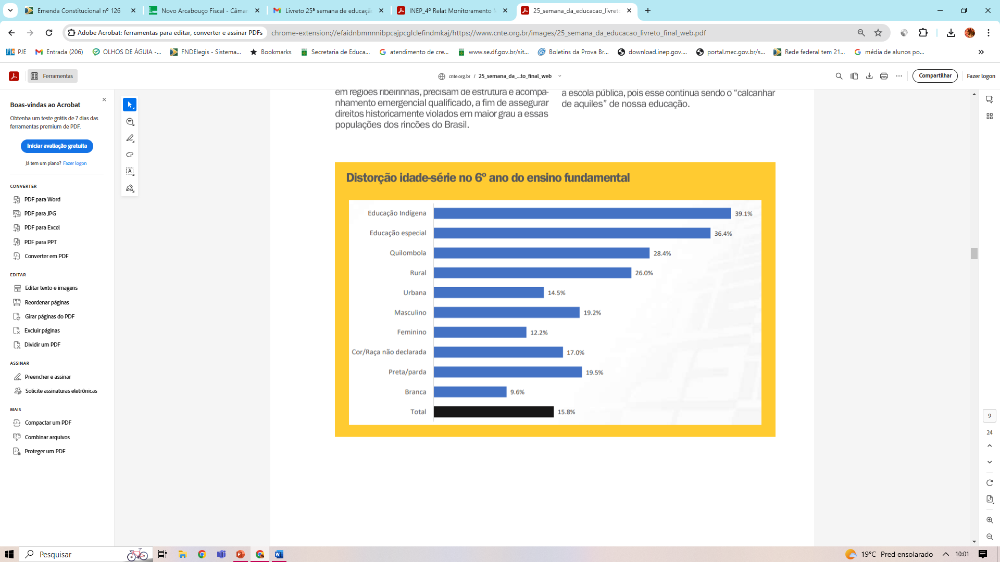 Emenda Constitucional nº 126
Novo Arcabouço Fiscal - Câmar
Livreto 25ª semana de educaçã
INEP_4º Relat Monitoramento N
25_semana_da_educacao_livreto
Adobe Acrobat: ferramentas para editar, converter e assinar PDFs
chrome-extension://efaidnbmnnnibpcajpcglclefindmkaj/https://www.cnte.org.br/images/25_semana_da_educacao_livreto_final_web.pdf
PJE
Entrada (206)
OLHOS DE ÁGUIA -...
FNDElegis - Sistema...
Bookmarks
Secretaria de Educa...
atendimento de cre...
www.se.df.gov.br/sit...
Boletins da Prova Br...
download.inep.gov....
portal.mec.gov.br/s...
Rede federal tem 21...
média de alunos po...
Ferramentas
cnte.org.br / 25_semana_da_...to_final_web
Compartilhar
Fazer logon
Boas-vindas ao Acrobat
Obtenha um teste grátis de 7 dias das
ferramentas premium de PDF.
Iniciar avaliação gratuita
Já tem um plano? Fazer logon
CONVERTER
PDF para Word
PDF para JPG
PDF para Excel
PDF para PPT
Converter em PDF
EDITAR
Editar texto e imagens
Reordenar páginas
Girar páginas do PDF
Excluir páginas
Dividir um PDF
ASSINAR
Preencher e assinar
Solicite assinaturas eletrônicas
MAIS
Compactar um PDF
Combinar arquivos
Proteger um PDF
em regiões ribeirinhas, precisam de estrutura e acompa-
nhamento emergencial qualificado, a fim de assegurar
direitos historicamente violados em maior grau a essas
populações dos rincões do Brasil.
a escola pública, pois esse continua sendo o “calcanhar
de aquiles” de nossa educação.
Distorção idade-série no 6º ano do ensino fundamental
Educação Indígena 39.1%
Educação especial 36.4%
Quilombola 28.4%
Rural 26.0%
Urbana 14.5%
Masculino 19.2%
Feminino 12.2%
Cor/Raça não declarada 17.0%
Preta/parda 19.5%
Branca 9.6%
Total 15.8%
9
24
Pesquisar
19°C Pred ensolarado
10:01